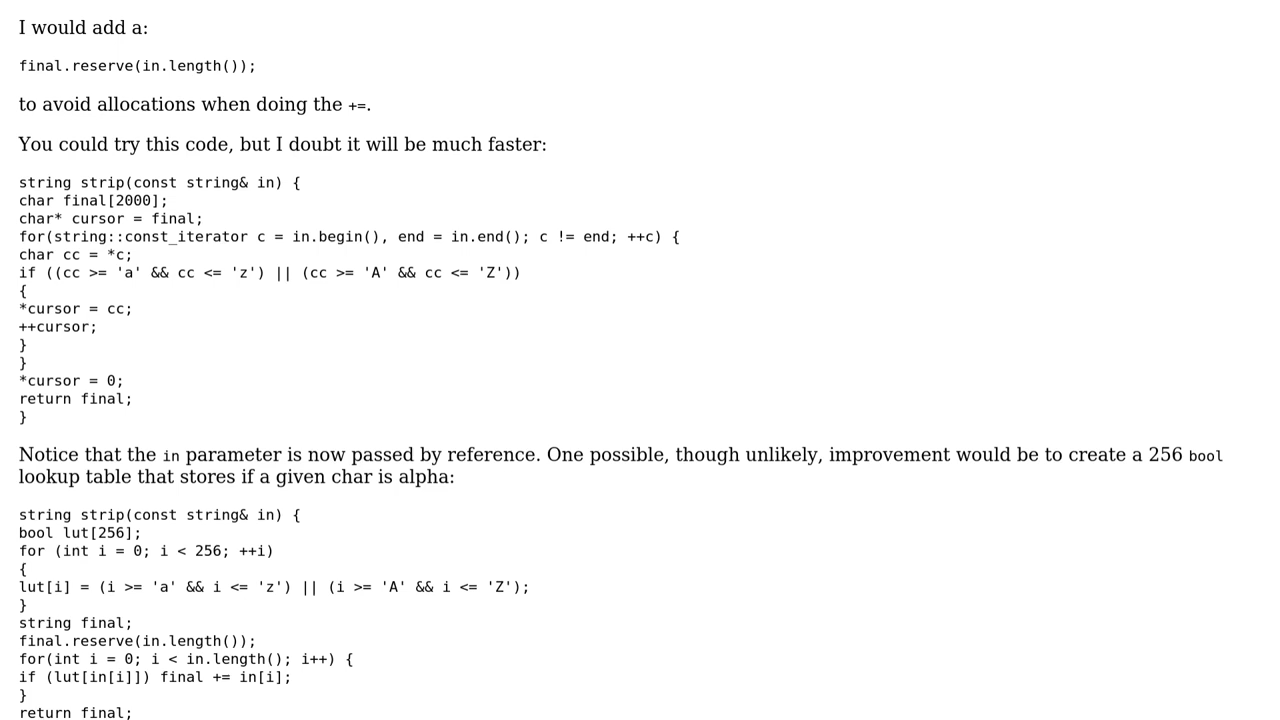 I would add a:
final.reserve(in.length());
to avoid allocations when doing the +=.
You could try this code, but I doubt it will be much faster:
string strip(const string& in) {
char final[2000];
char* cursor = final;
for(string::const_iterator c = in.begin(), end = in.end(); c != end; ++c) {
char cc = *c;
if ((cc >= 'a' && cc <= 'z') || (cc >= 'A' && cc <= 'Z'))
{
*cursor = cc;
++cursor;
}
}
*cursor = 0;
return final;
}
Notice that the in parameter is now passed by reference. One possible, though unlikely, improvement would be to create a 256 bool
lookup table that stores if a given char is alpha:
string strip(const string& in) {
bool lut[256];
for (int i = 0; i < 256; ++i)
{
lut[i] = (i >= 'a' && i <= 'z') || (i >= 'A' && i <= 'Z');
}
string final;
final.reserve(in.length());
for(int i = 0; i < in.length(); i++) {
if (lut[in[i]]) final += in[i];
}
return final;